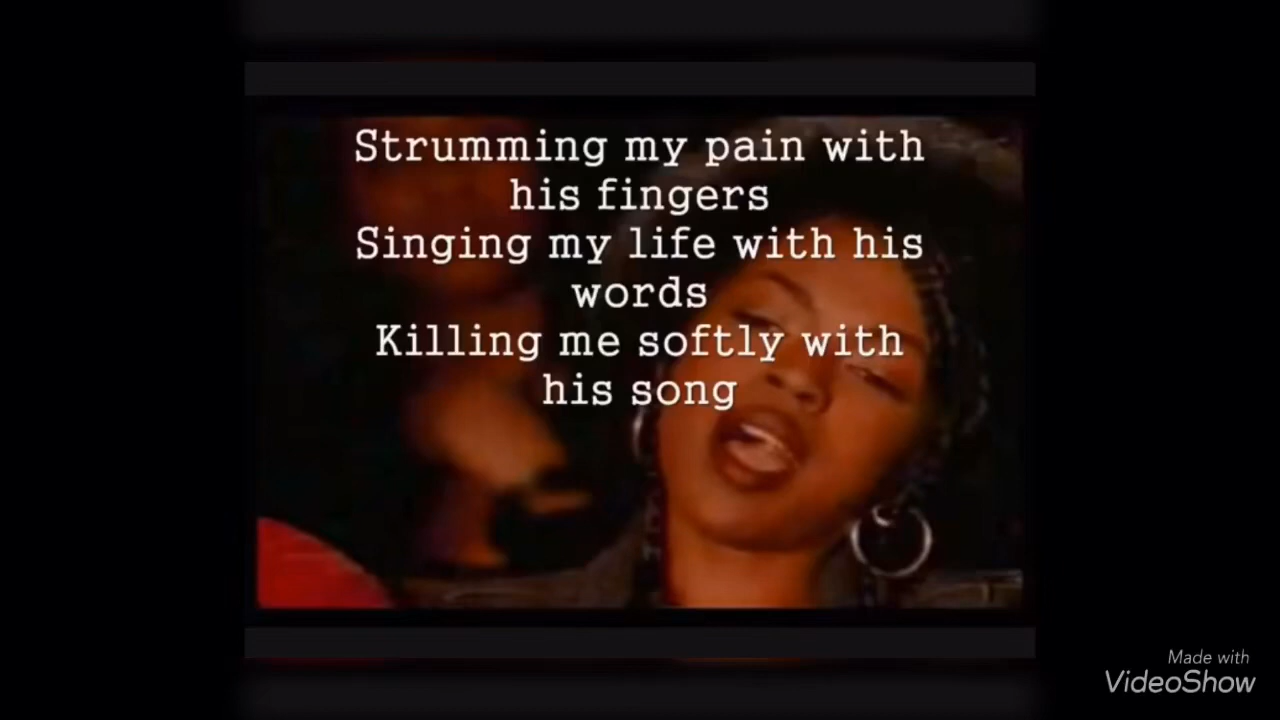 Strumming my pain with
his fingers
Singing my life with his
words
Killing me softly with
his song
Made with
VideoShow